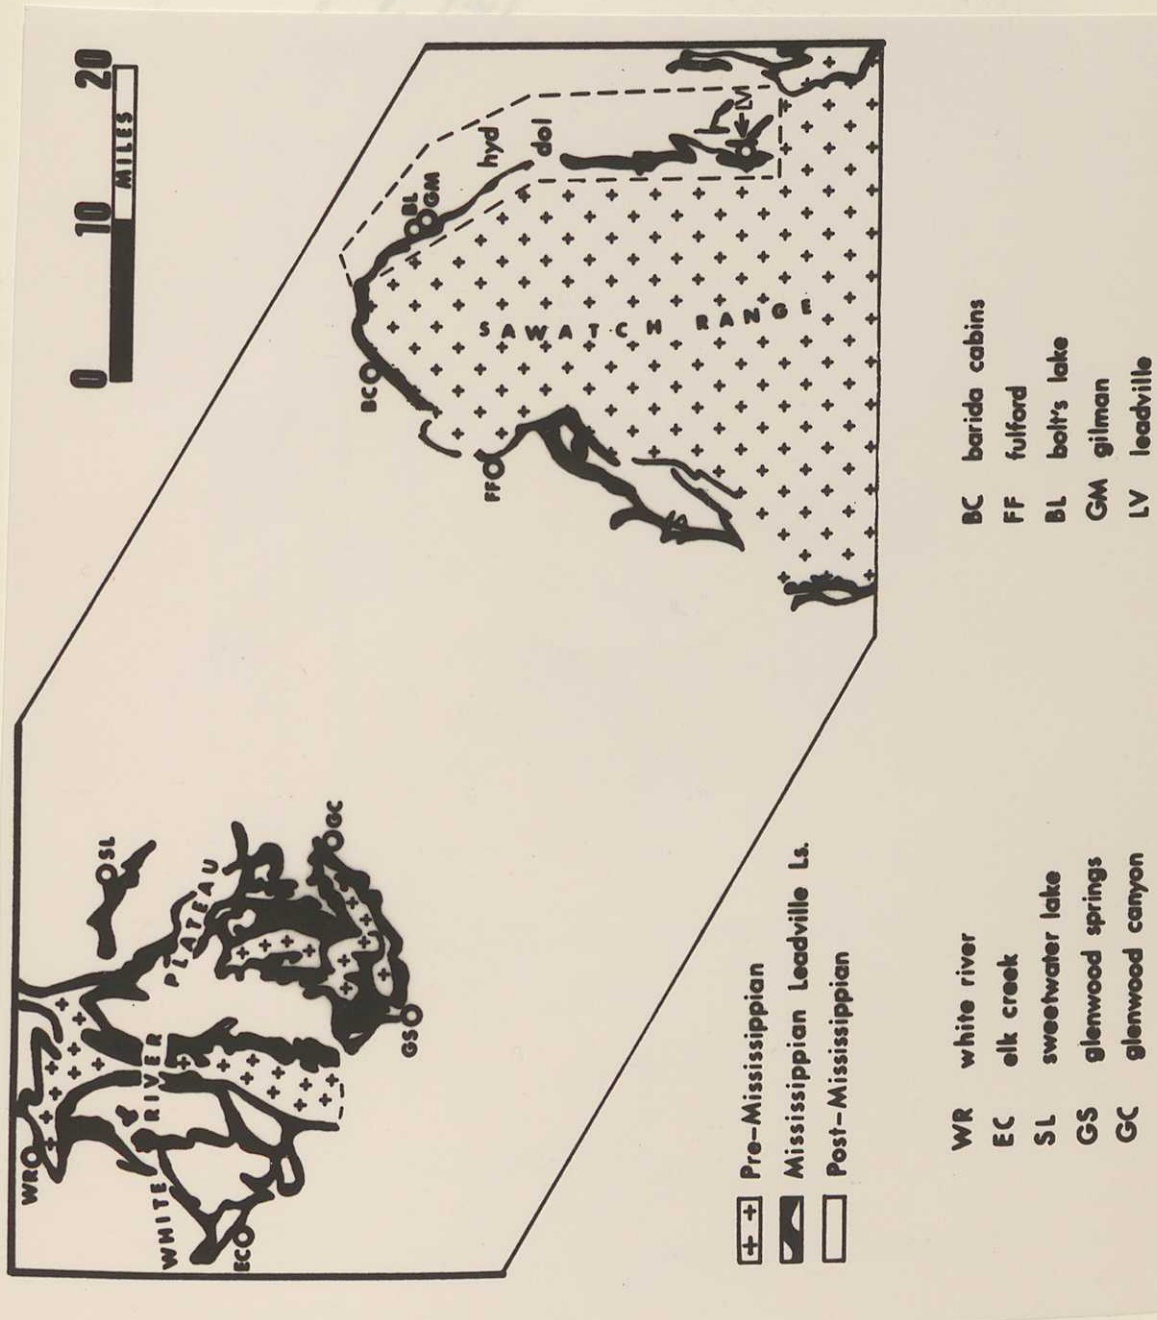 0 10 20
MILES
WR
SL
WHITE RIVER PLATEAU
EC
GS
GC
BC
FF
BL
GM
hyd
dol
LV
SAWATCH RANGE
Pre-Mississippian
Mississippian Leadville Ls.
Post-Mississippian
WR white river
EC elk creek
SL sweetwater lake
GS glenwood springs
GC glenwood canyon
BC barida cabins
FF fulford
BL bolt's lake
GM gilman
LV leadville